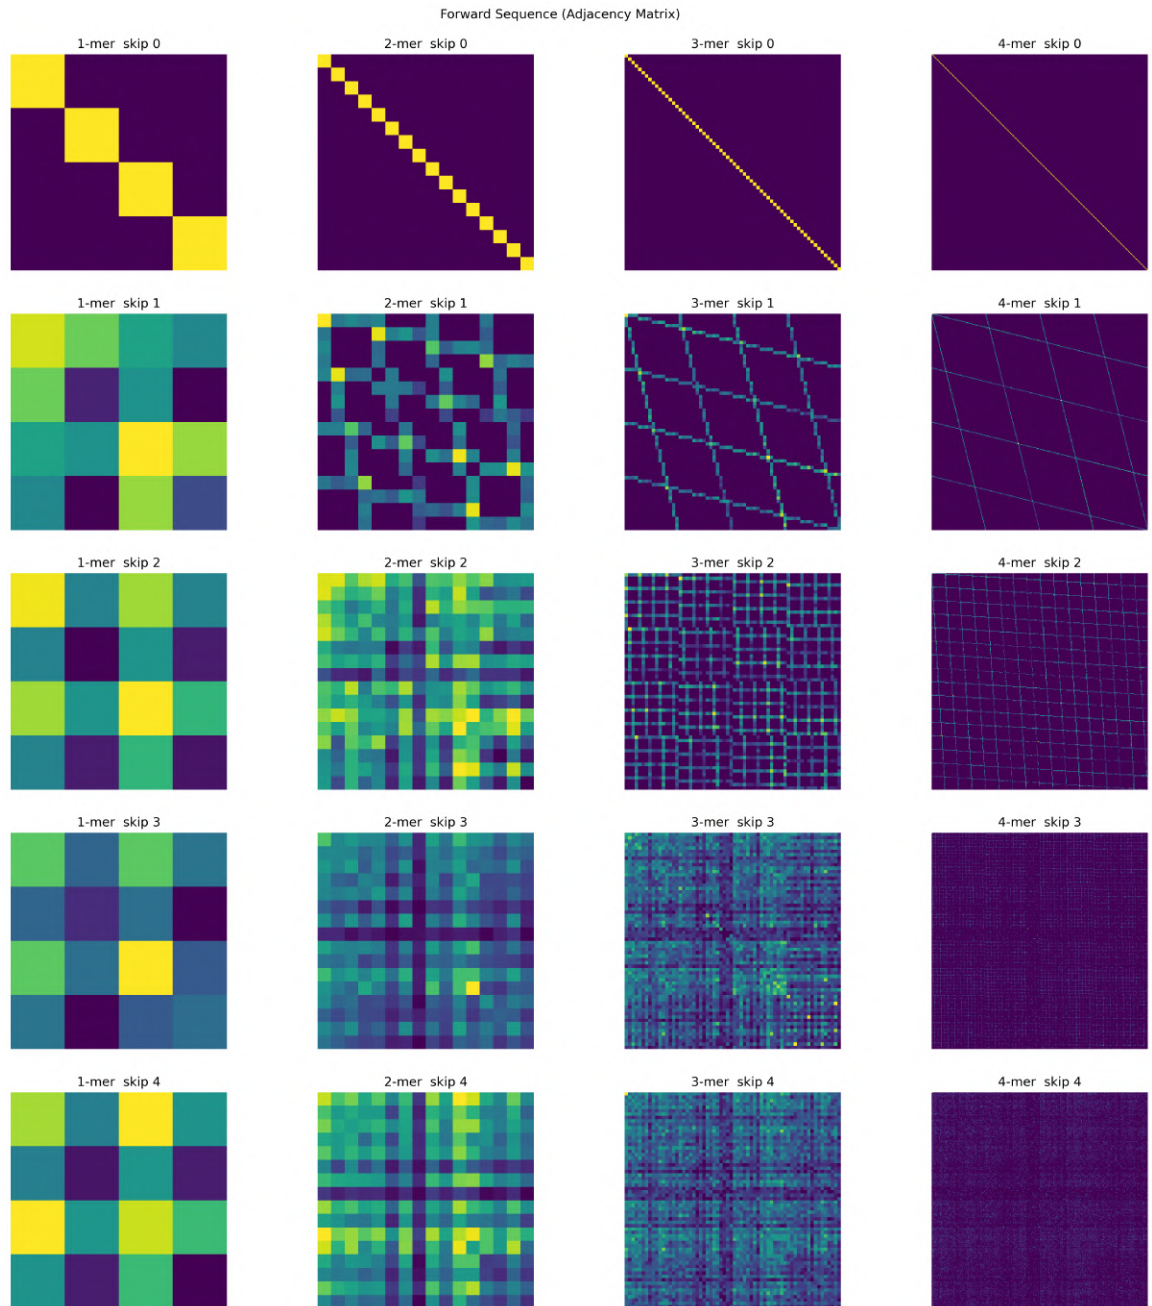 Forward Sequence (Adjacency Matrix)
1-mer skip 0
2-mer skip 0
3-mer skip 0
4-mer skip 0
1-mer skip 1
2-mer skip 1
3-mer skip 1
4-mer skip 1
1-mer skip 2
2-mer skip 2
3-mer skip 2
4-mer skip 2
1-mer skip 3
2-mer skip 3
3-mer skip 3
4-mer skip 3
1-mer skip 4
2-mer skip 4
3-mer skip 4
4-mer skip 4